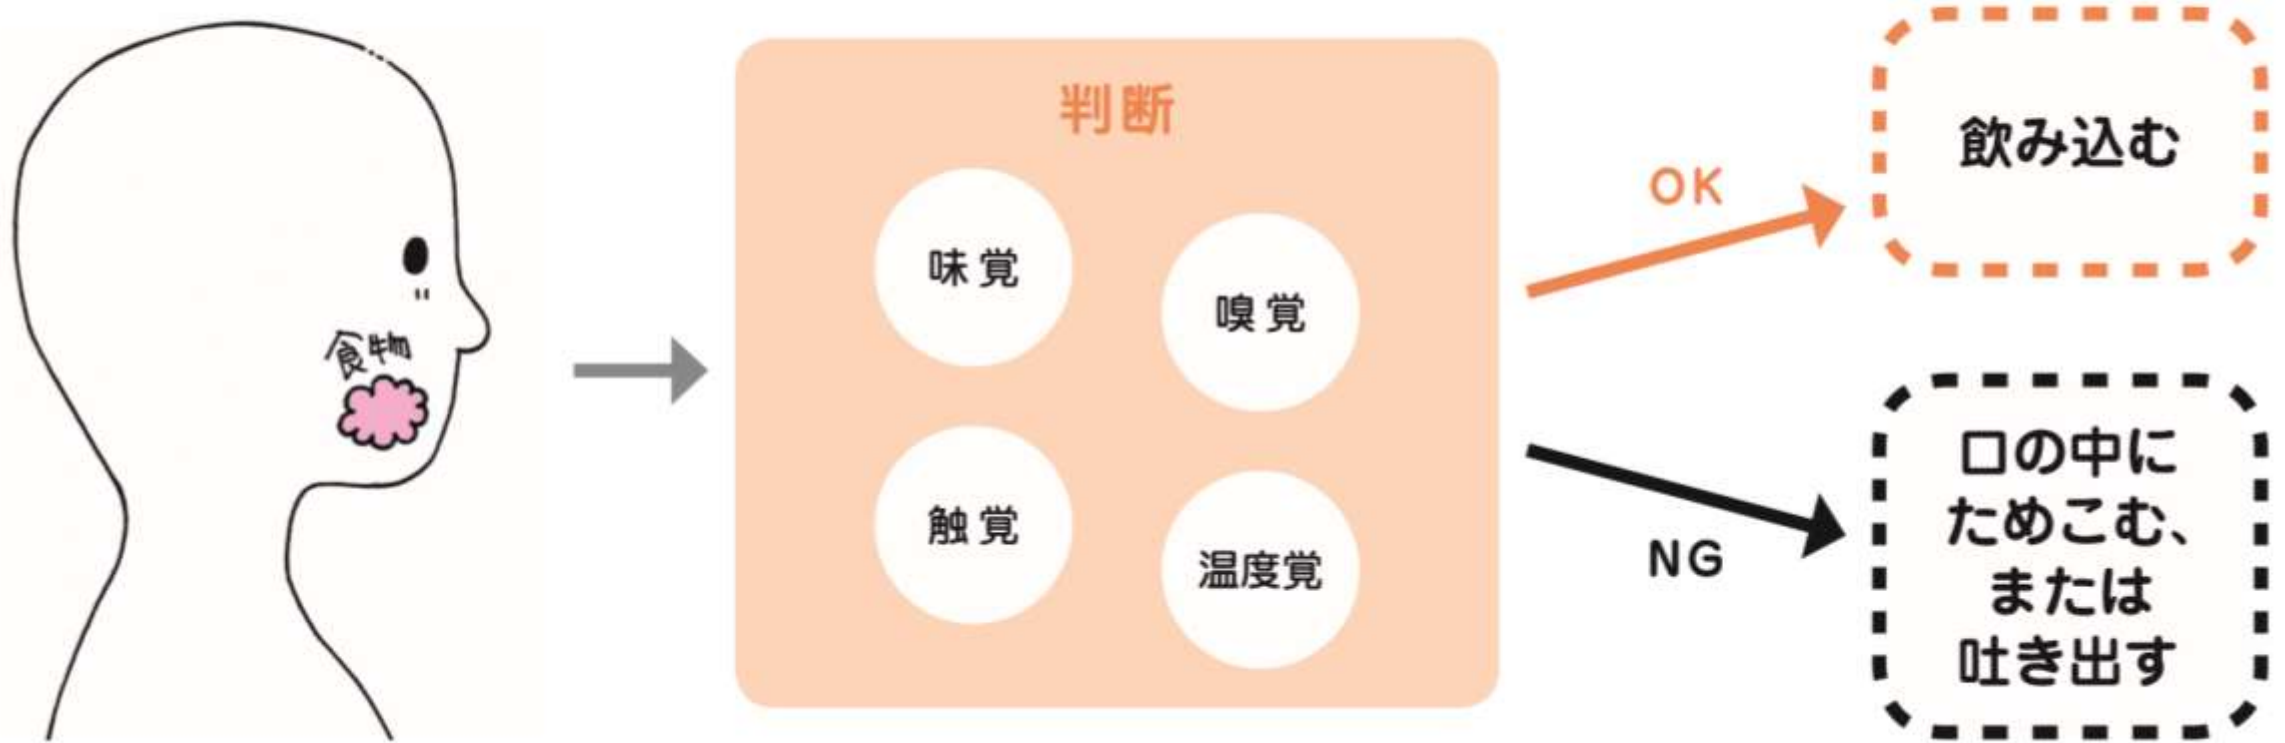 食物
判断
味覚
嗅覚
触覚
温度覚
OK
飲み込む
NG
口の中に
ためこむ、
または
吐き出す